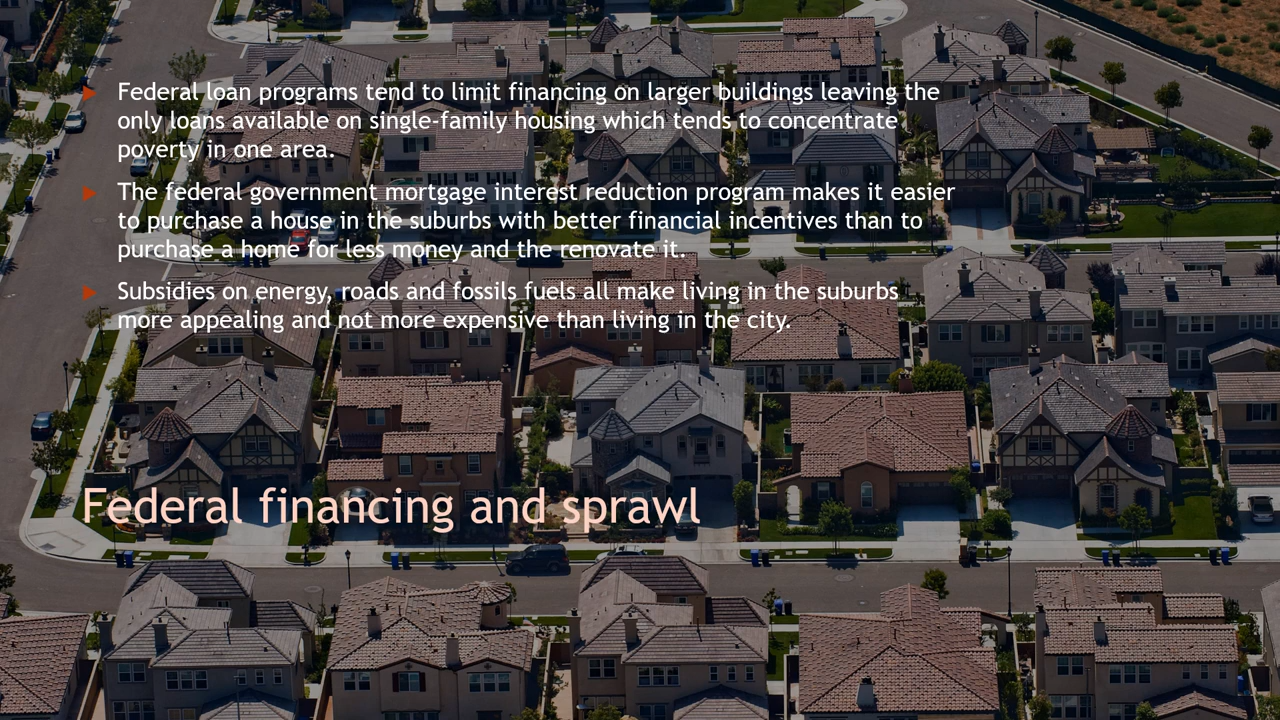 Federal loan programs tend to limit financing on larger buildings leaving the
only loans available on single-family housing which tends to concentrate
poverty in one area.
The federal government mortgage interest reduction program makes it easier
to purchase a house in the suburbs with better financial incentives than to
purchase a home for less money and the renovate it.
Subsidies on energy, roads and fossils fuels all make living in the suburbs
more appealing and not more expensive than living in the city.
Federal financing and sprawl